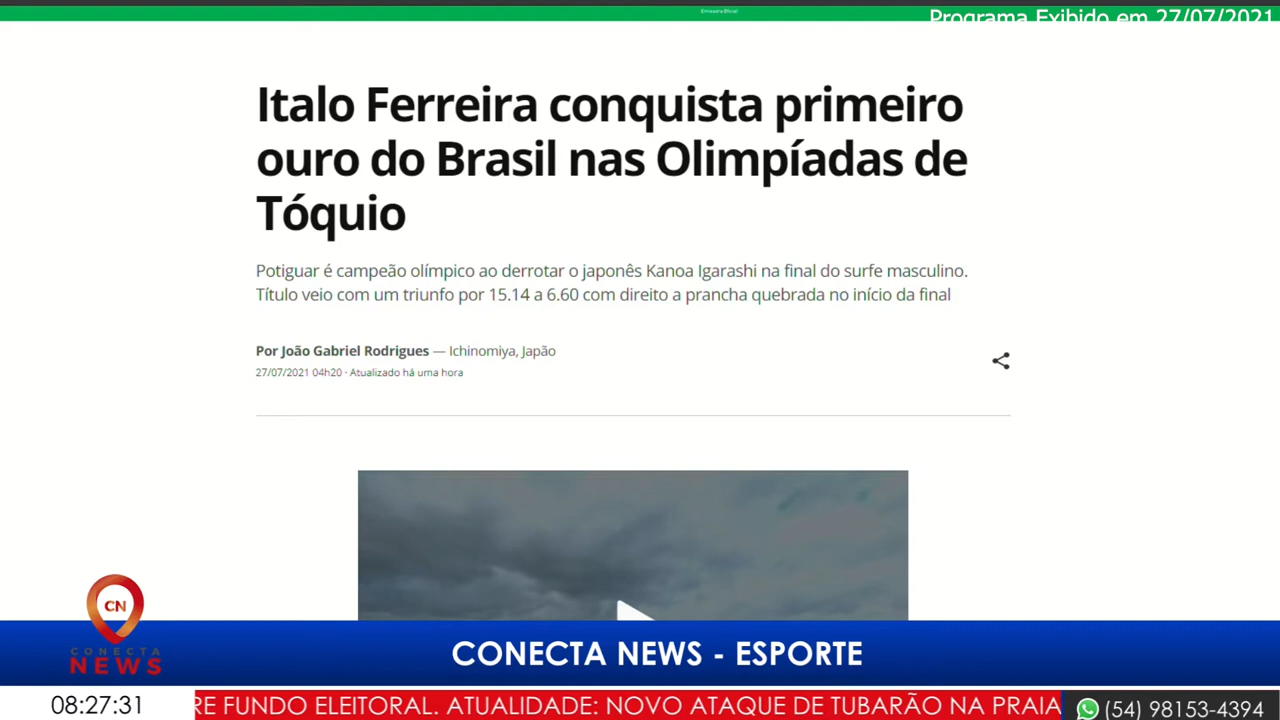 Emissora Oficial
Programa Exibido em 27/07/2021
Italo Ferreira conquista primeiro
ouro do Brasil nas Olimpíadas de
Tóquio
Potiguar é campeão olímpico ao derrotar o japonês Kanoa Igarashi na final do surfe masculino.
Título veio com um triunfo por 15.14 a 6.60 com direito a prancha quebrada no início da final
Por João Gabriel Rodrigues — Ichinomiya, Japão
27/07/2021 04h20 · Atualizado há uma hora
CN
CONECTA
NEWS
CONECTA NEWS - ESPORTE
08:27:31
RE FUNDO ELEITORAL. ATUALIDADE: NOVO ATAQUE DE TUBARÃO NA PRAIA
(54) 98153-4394